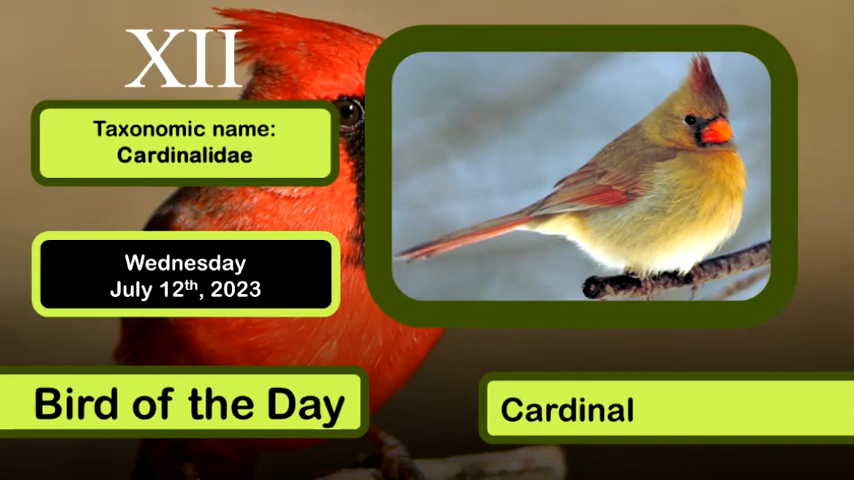 XII
Taxonomic name:
Cardinalidae
Wednesday
July 12th, 2023
Bird of the Day
Cardinal